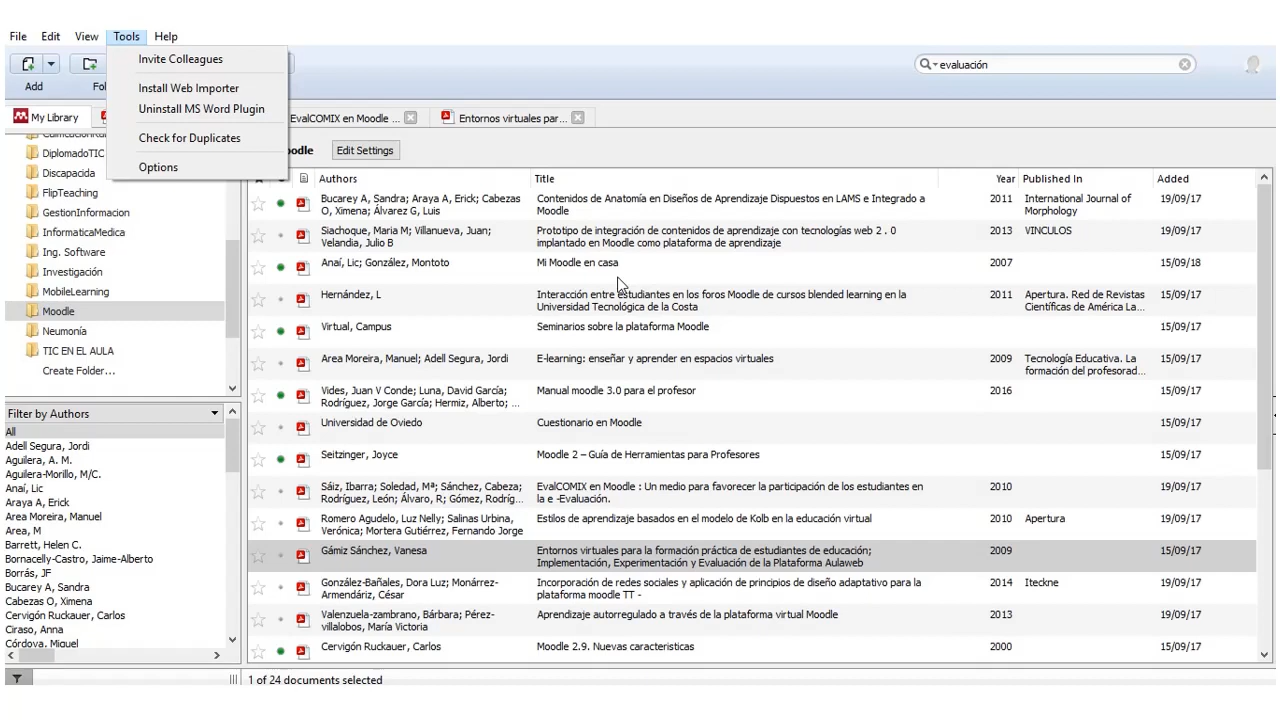 File Edit View Tools Help
Invite Colleagues
Install Web Importer
Uninstall MS Word Plugin
Check for Duplicates
Options
evaluación
Add
My Library
EvalCOMIX en Moodle ...
Entornos virtuales par...
Edit Settings
DiplomadoTIC
Discapacida
FlipTeaching
GestionInformacion
InformaticaMedica
Ing. Software
Investigación
MobileLearning
Moodle
Neumonía
TIC EN EL AULA
Create Folder...
Filter by Authors
All
Adell Segura, Jordi
Aguilera, A. M.
Aguilera-Morillo, M/C.
Anaí, Lic
Araya A, Erick
Area Moreira, Manuel
Area, M
Barrett, Helen C.
Bornacelly-Castro, Jaime-Alberto
Borrás, JF
Bucarey A, Sandra
Cabezas O, Ximena
Cervigón Ruckauer, Carlos
Ciraso, Anna
Córdova, Miguel
Authors Title Year Published In Added
Bucarey A, Sandra; Araya A, Erick; Cabezas Contenidos de Anatomía en Diseños de Aprendizaje Dispuestos en LAMS e Integrado a 2011 International Journal of 19/09/17
O, Ximena; Álvarez G, Luis Moodle Morphology
Siachoque, Maria M; Villanueva, Juan; Prototipo de integración de contenidos de aprendizaje con tecnologías web 2 . 0 2013 VINCULOS 19/09/17
Velandia, Julio B implantado en Moodle como plataforma de aprendizaje
Anaí, Lic; González, Montoto Mi Moodle en casa 2007 15/09/18
Hernández, L Interacción entre estudiantes en los foros Moodle de cursos blended learning en la 2011 Apertura. Red de Revistas 15/09/17
Universidad Tecnológica de la Costa Científicas de América La...
Virtual, Campus Seminarios sobre la plataforma Moodle 15/09/17
Area Moreira, Manuel; Adell Segura, Jordi E-learning: enseñar y aprender en espacios virtuales 2009 Tecnología Educativa. La 15/09/17
formación del profesorad...
Vides, Juan V Conde; Luna, David García; Manual moodle 3.0 para el profesor 2016 15/09/17
Rodríguez, Jorge García; Hermiz, Alberto; ...
Universidad de Oviedo Cuestionario en Moodle 15/09/17
Seitzinger, Joyce Moodle 2 – Guía de Herramientas para Profesores 15/09/17
Sáiz, Ibarra; Soledad, Mª; Sánchez, Cabeza; EvalCOMIX en Moodle : Un medio para favorecer la participación de los estudiantes en 2010 19/09/17
Rodríguez, León; Álvaro, R; Gómez, Rodríg... la e -Evaluación.
Romero Agudelo, Luz Nelly; Salinas Urbina, Estilos de aprendizaje basados en el modelo de Kolb en la educación virtual 2010 Apertura 19/09/17
Verónica; Mortera Gutiérrez, Fernando Jorge
Gámiz Sánchez, Vanesa Entornos virtuales para la formación práctica de estudiantes de educación; 2009 15/09/17
Implementación, Experimentación y Evaluación de la Plataforma Aulaweb
González-Bañales, Dora Luz; Monárrez- Incorporación de redes sociales y aplicación de principios de diseño adaptativo para la 2014 Iteckne 19/09/17
Armendáriz, César plataforma moodle TT -
Valenzuela-zambrano, Bárbara; Pérez- Aprendizaje autorregulado a través de la plataforma virtual Moodle 2013 19/09/17
villalobos, María Victoria
Cervigón Ruckauer, Carlos Moodle 2.9. Nuevas caracteristicas 2000 15/09/17
1 of 24 documents selected